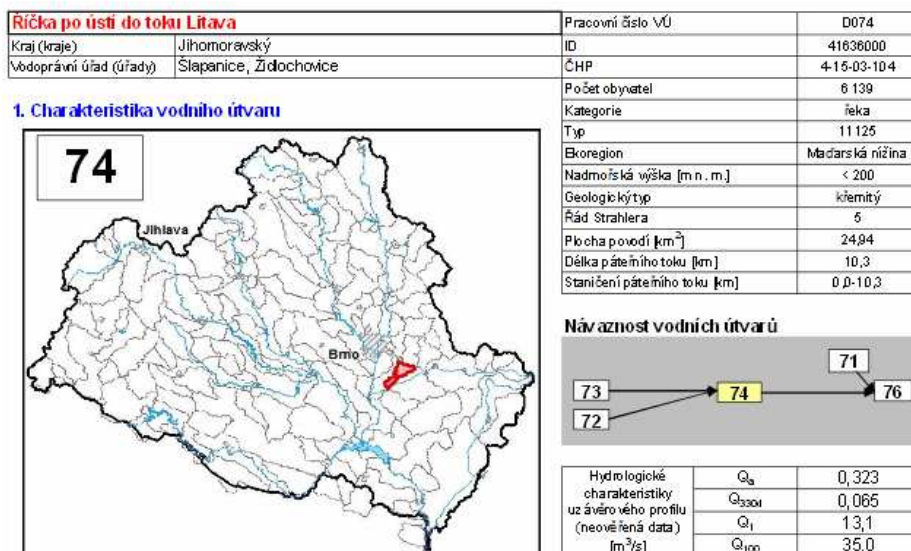 Říčka po ústí do toku Litava
Kraj (kraje) Jihomoravský
Vodoprávní úřad (úřady) Šlapanice, Židlochovice
1. Charakteristika vodního útvaru
74
Jihlava
Brno
Pracovní číslo VÚ D074
ID 41636000
ČHP 4-15-03-104
Počet obyvatel 6 139
Kategorie řeka
Typ 11125
Ekoregion Maďarská nížina
Nadmořská výška [m n. m.] < 200
Geologický typ křemitý
Řád Strahlera 5
Plocha povodí [km²] 24,94
Délka páteřního toku [km] 10,3
Staničení páteřního toku [km] 0,0-10,3
Návaznost vodních útvarů
71
73 74 76
72
Hydrologické charakteristiky uzávěrového profilu (neověřená data) [m³/s]
Qa 0,323
Q330d 0,065
Q1 13,1
Q100 35,0